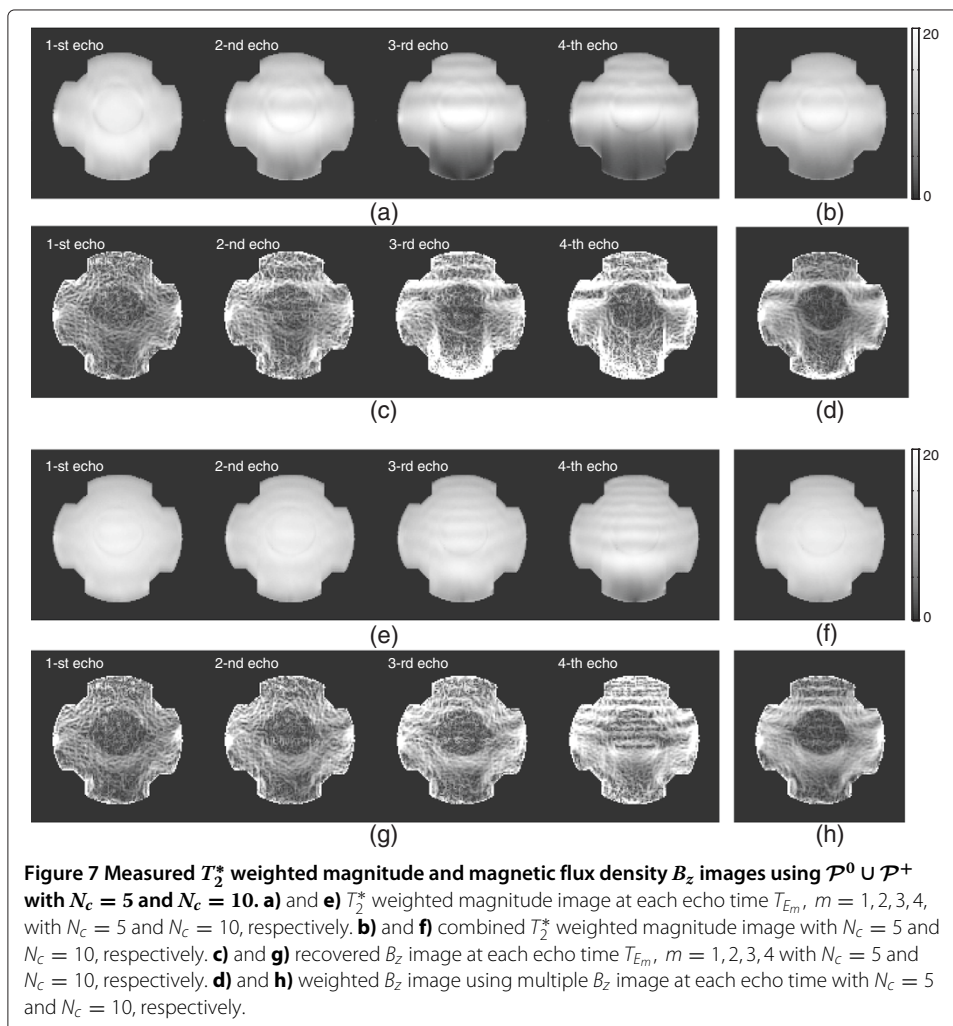 1-st echo 2-nd echo 3-rd echo 4-th echo 20
0
(a) (b)
1-st echo 2-nd echo 3-rd echo 4-th echo
(c) (d)
1-st echo 2-nd echo 3-rd echo 4-th echo 20
0
(e) (f)
1-st echo 2-nd echo 3-rd echo 4-th echo
(g) (h)
Figure 7 Measured T₂* weighted magnitude and magnetic flux density B_z images using 𝒫⁰ ∪ 𝒫⁺
with N_c = 5 and N_c = 10. a) and e) T₂* weighted magnitude image at each echo time T_{E_m}, m = 1, 2, 3, 4,
with N_c = 5 and N_c = 10, respectively. b) and f) combined T₂* weighted magnitude image with N_c = 5 and
N_c = 10, respectively. c) and g) recovered B_z image at each echo time T_{E_m}, m = 1, 2, 3, 4 with N_c = 5 and
N_c = 10, respectively. d) and h) weighted B_z image using multiple B_z image at each echo time with N_c = 5
and N_c = 10, respectively.